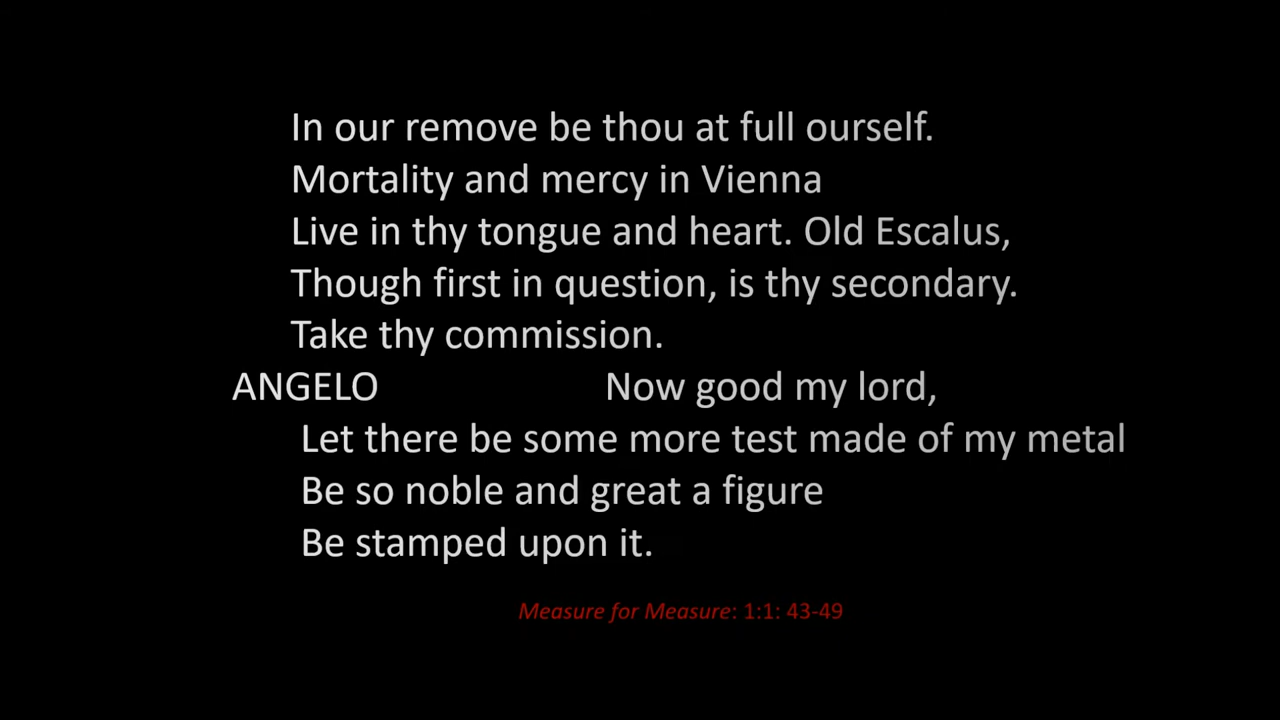 In our remove be thou at full ourself.
Mortality and mercy in Vienna
Live in thy tongue and heart. Old Escalus,
Though first in question, is thy secondary.
Take thy commission.
ANGELO Now good my lord,
Let there be some more test made of my metal
Be so noble and great a figure
Be stamped upon it.
Measure for Measure: 1:1: 43-49